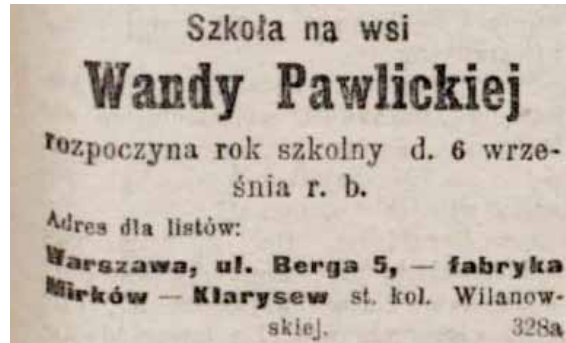 Szkoła na wsi
Wandy Pawlickiej
rozpoczyna rok szkolny d. 6 wrze-
śnia r. b.
Adres dla listów:
Warszawa, ul. Berga 5, — fabryka
Mirków — Klarysew st. kol. Wilanow-
skiej. 328a